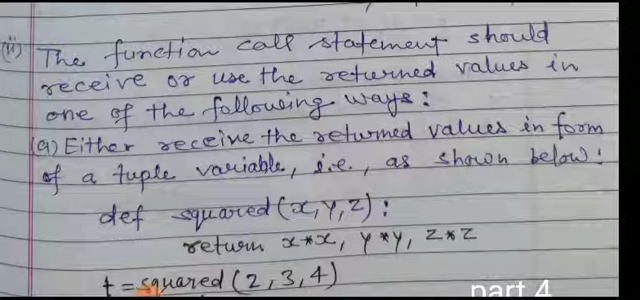 (ii) The function call statement should
receive or use the returned values in
one of the following ways:
(a) Either receive the returned values in form
of a tuple variable, i.e., as shown below:
def squared(x, y, z):
return x*x, y*y, z*z
t = squared (2, 3, 4)
part 4